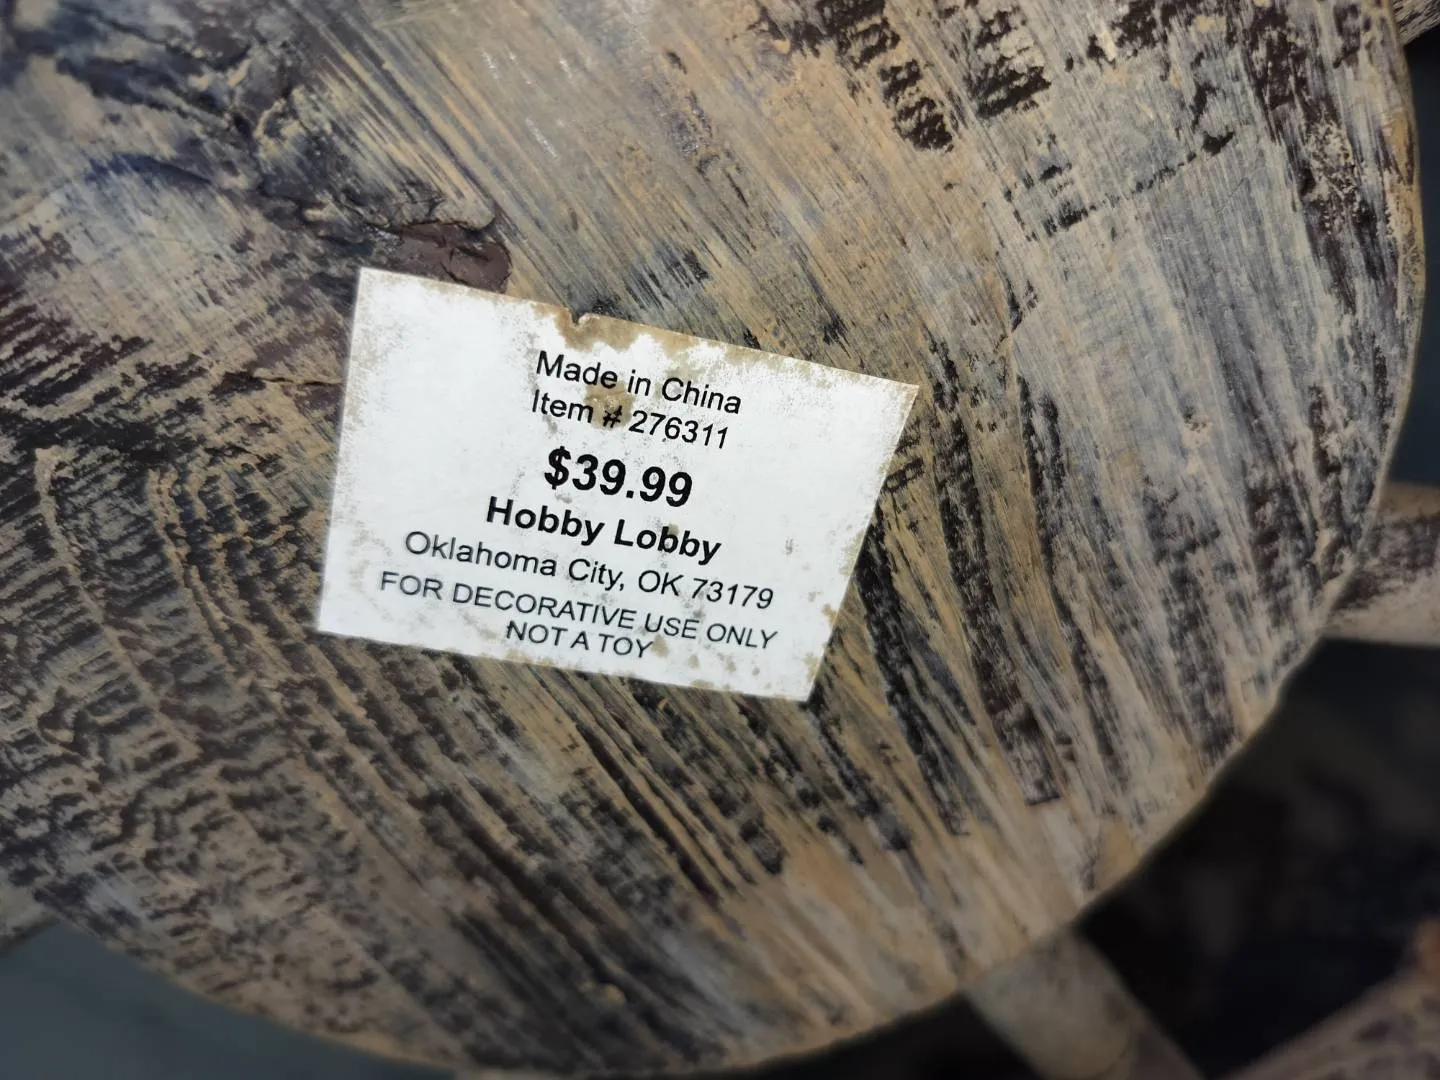 Made in China
Item # 276311
$39.99
Hobby Lobby
Oklahoma City, OK 73179
FOR DECORATIVE USE ONLY
NOT A TOY